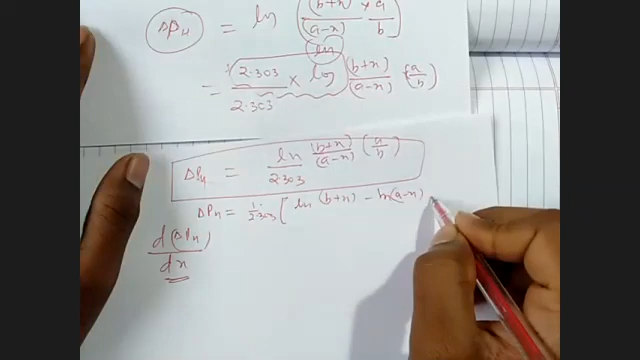 ΔPH = ln [(b+x)/(a-x) × a/b]
ln
= 2.303/2.303 × log (b+x)/(a-x) (a/b)
ΔPH = ln/2.303 (b+x)/(a-x) (a/b)
ΔPH = 1/2.303 [ln (b+x) - ln(a-x)
d(ΔPH)/dx